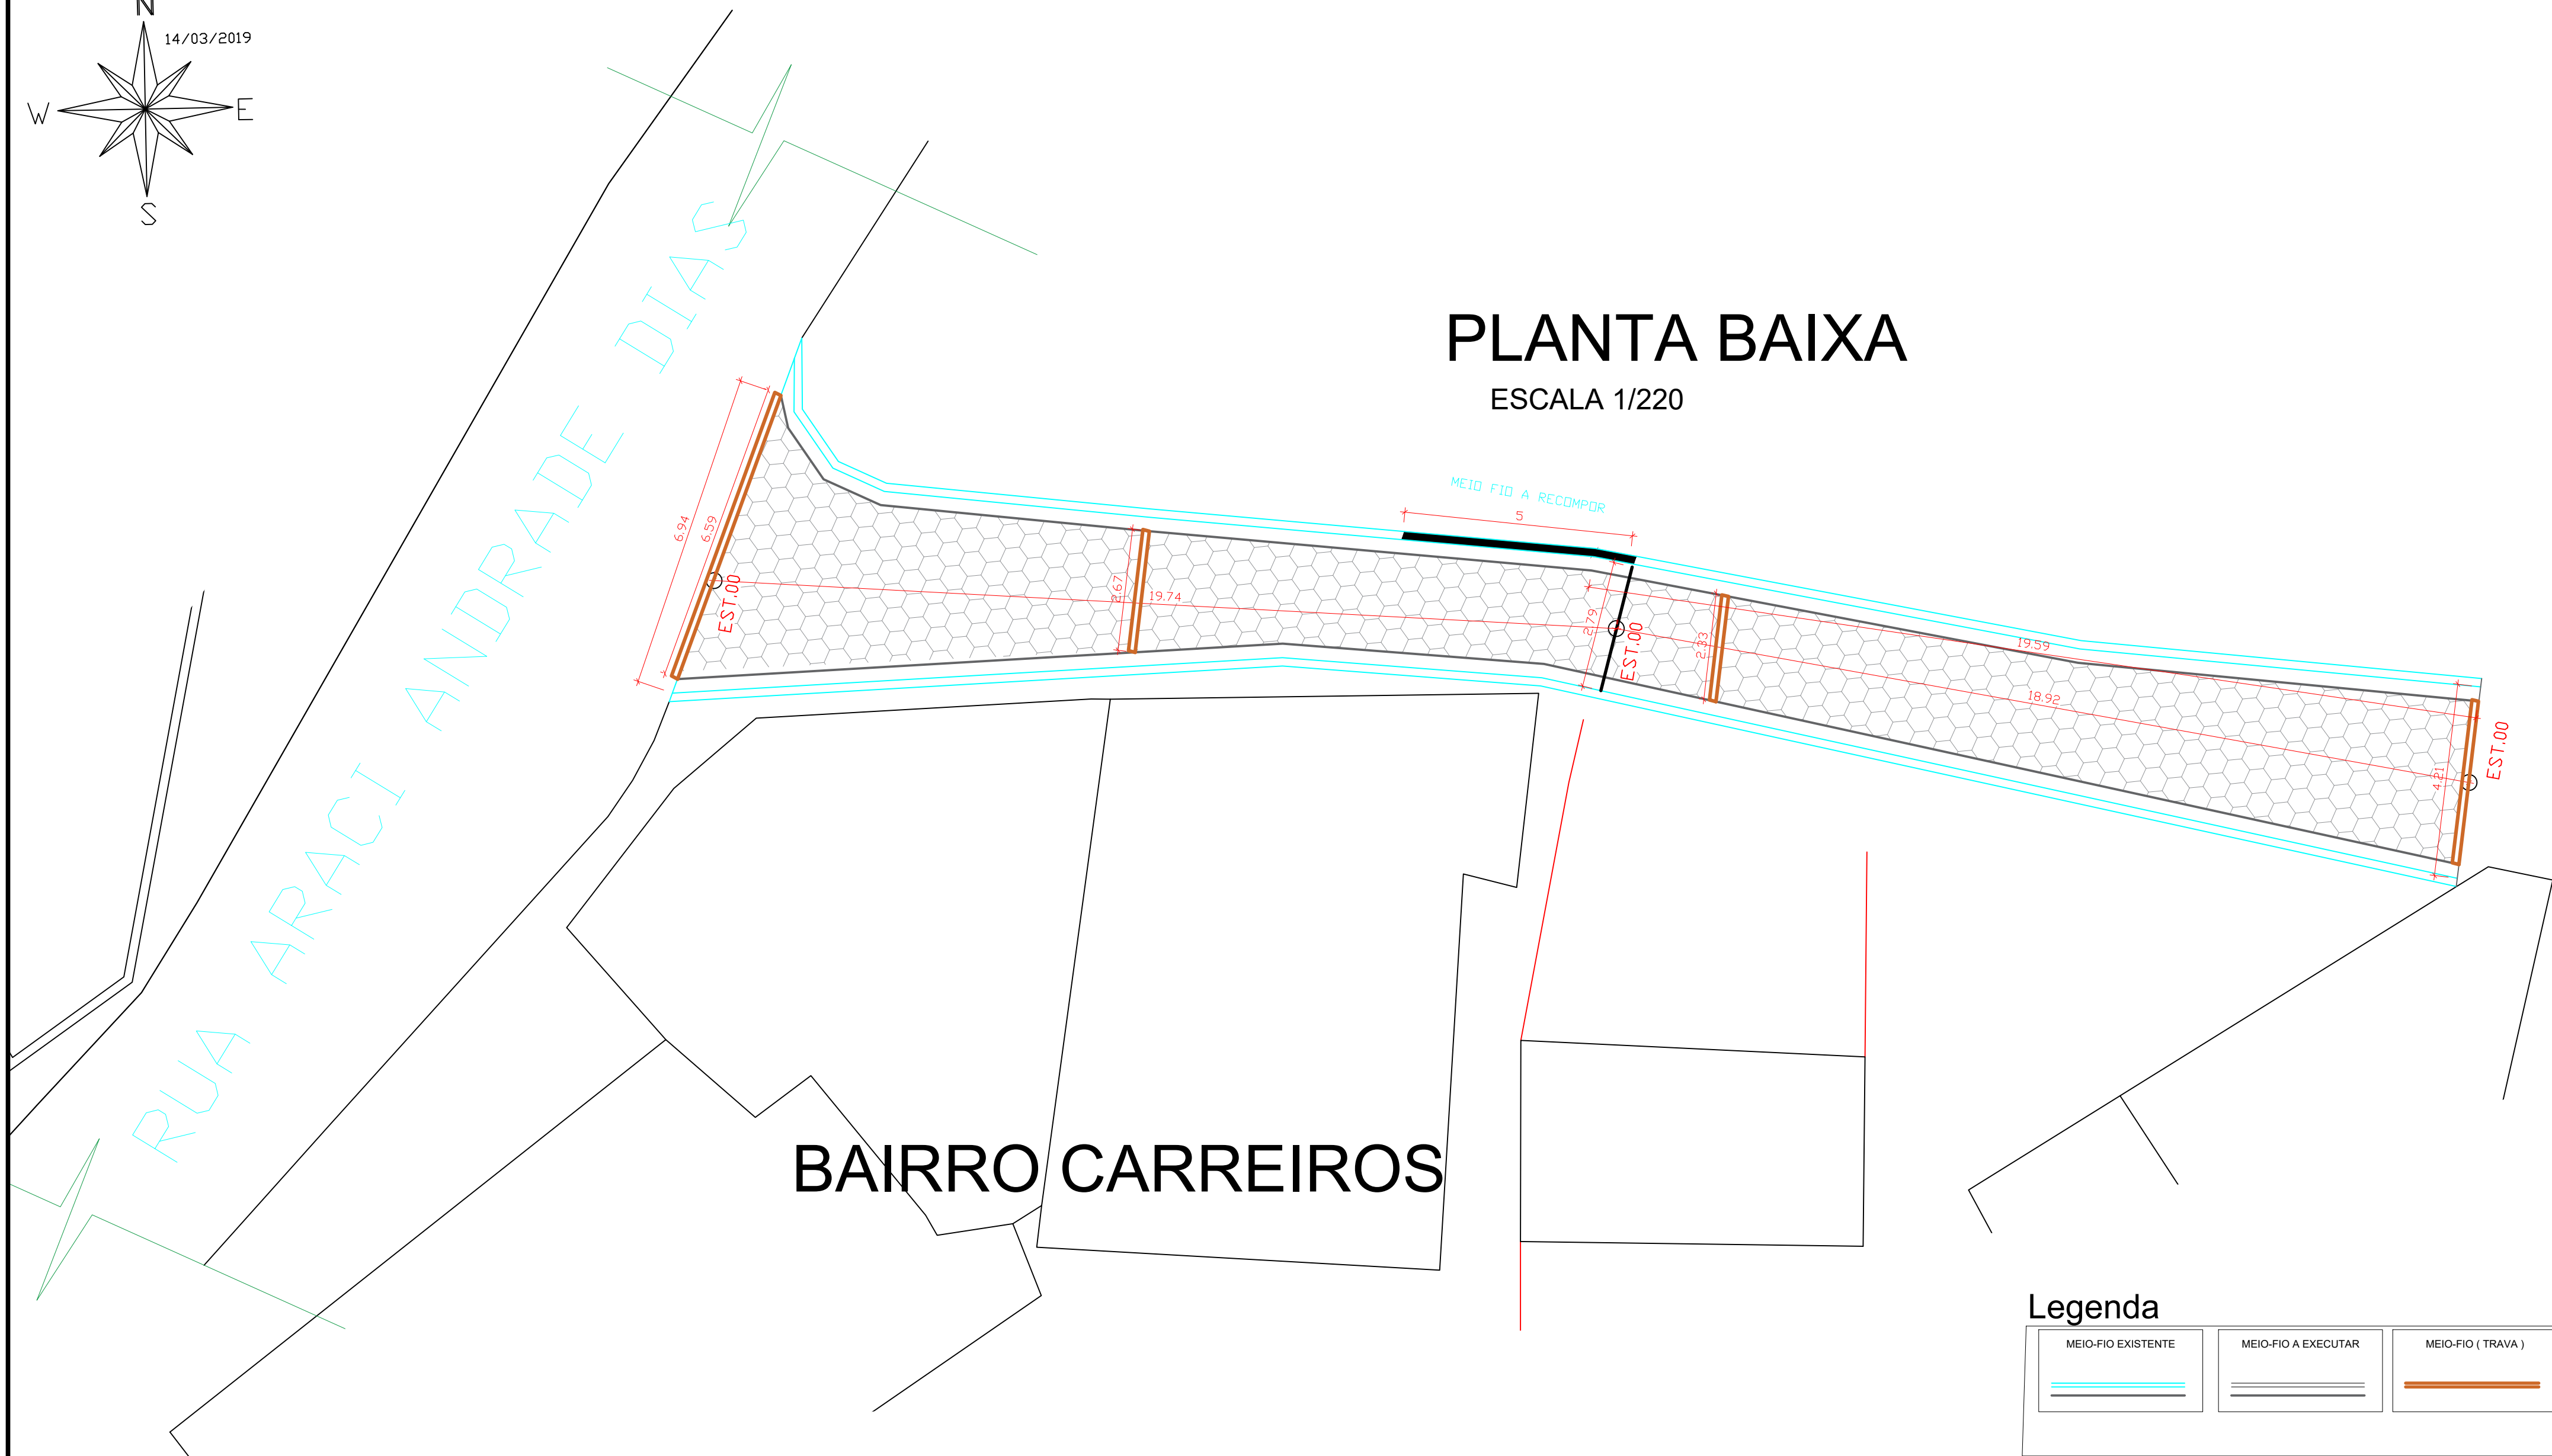 N
14/03/2019
W
E
S
RUA ARACI ANDRADE DIAS
PLANTA BAIXA
ESCALA 1/220
MEIO FIO A RECOMPOR
5
6.94
6.59
EST.00
2.67
19.74
2.79
EST.00
2.33
19.59
18.92
4.21
EST.00
BAIRRO CARREIROS
Legenda
MEIO-FIO EXISTENTE
MEIO-FIO A EXECUTAR
MEIO-FIO ( TRAVA )